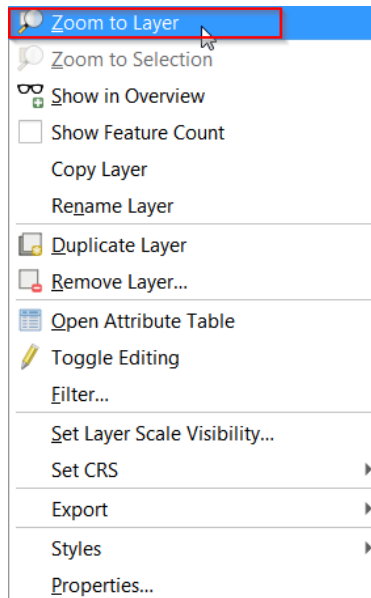 Zoom to Layer
Zoom to Selection
Show in Overview
Show Feature Count
Copy Layer
Rename Layer
Duplicate Layer
Remove Layer...
Open Attribute Table
Toggle Editing
Filter...
Set Layer Scale Visibility...
Set CRS
Export
Styles
Properties...